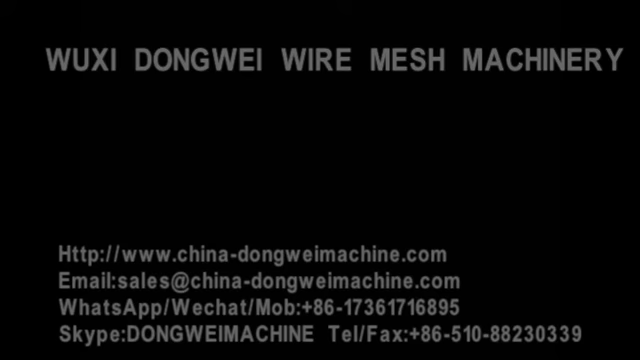 WUXI DONGWEI WIRE MESH MACHINERY
Http://www.china-dongweimachine.com
Email:sales@china-dongweimachine.com
WhatsApp/Wechat/Mob:+86-17361716895
Skype:DONGWEIMACHINE Tel/Fax:+86-510-88230339